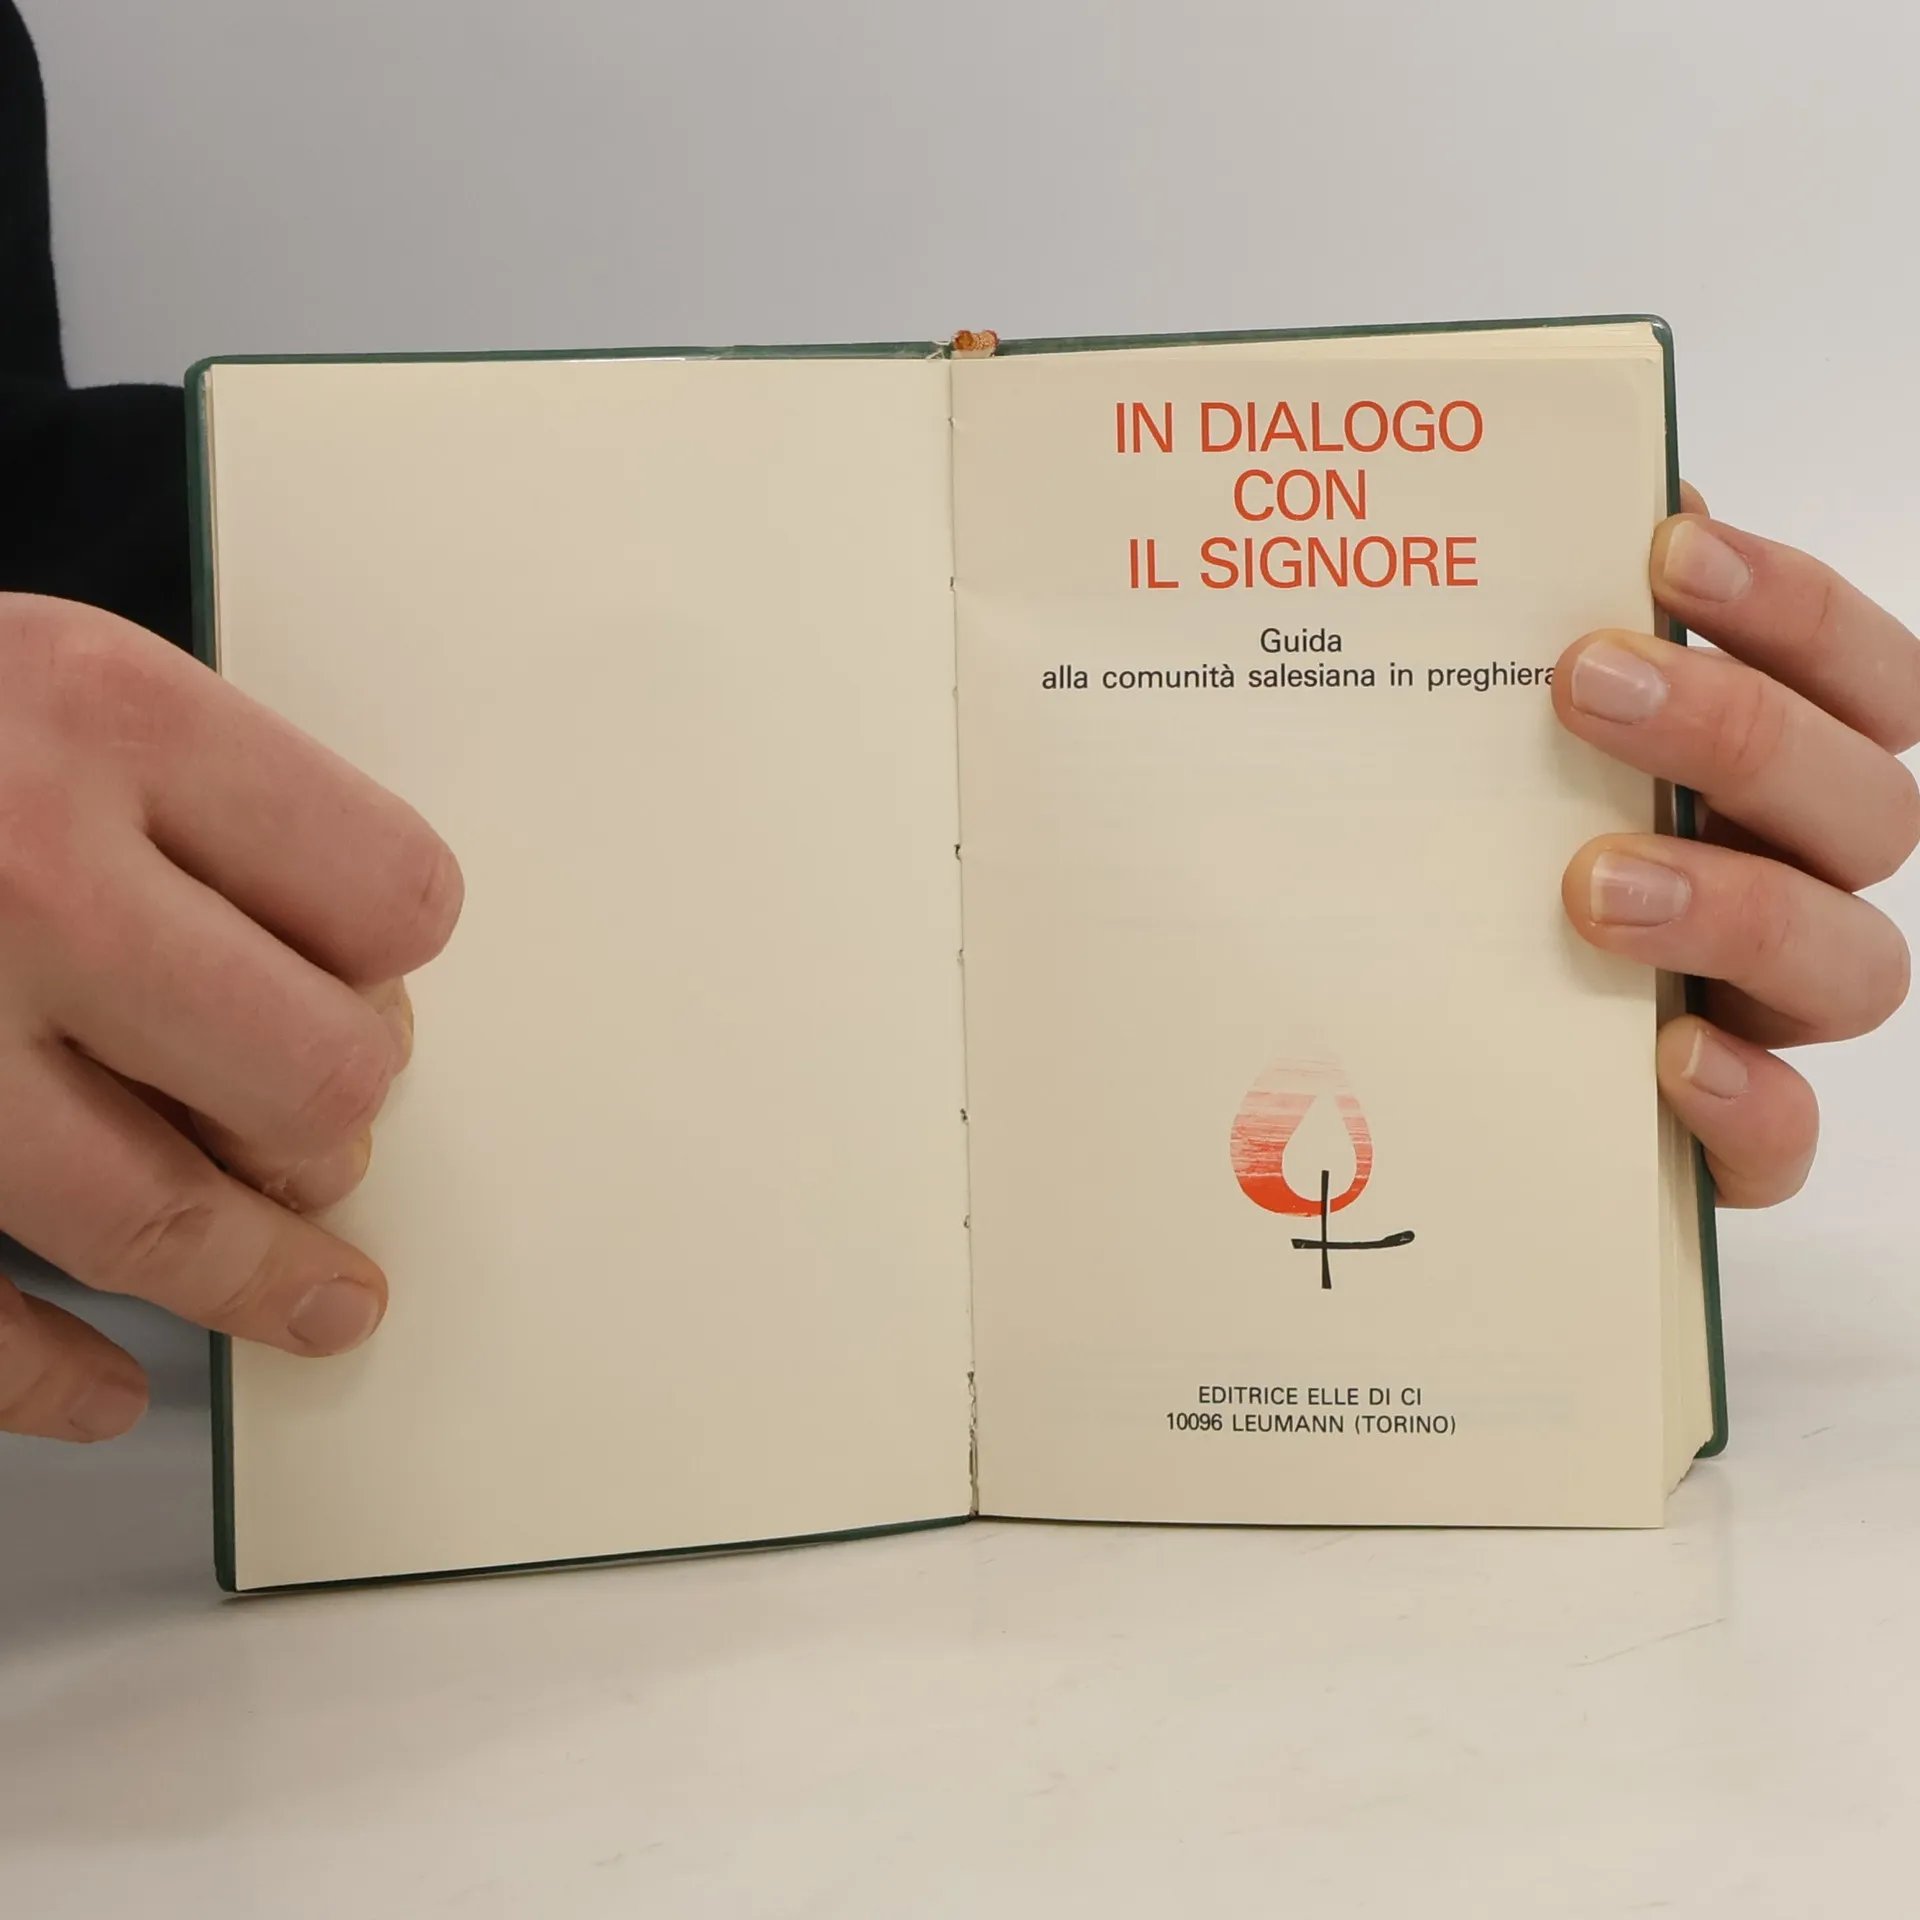 IN DIALOGO
CON
IL SIGNORE
Guida
alla comunità salesiana in preghiera
EDITRICE ELLE DI CI
10096 LEUMANN (TORINO)